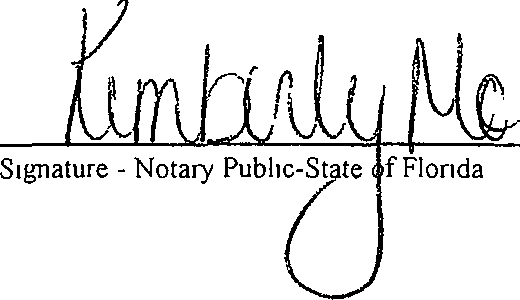 Kimberly Mc
Signature - Notary Public-State of Florida